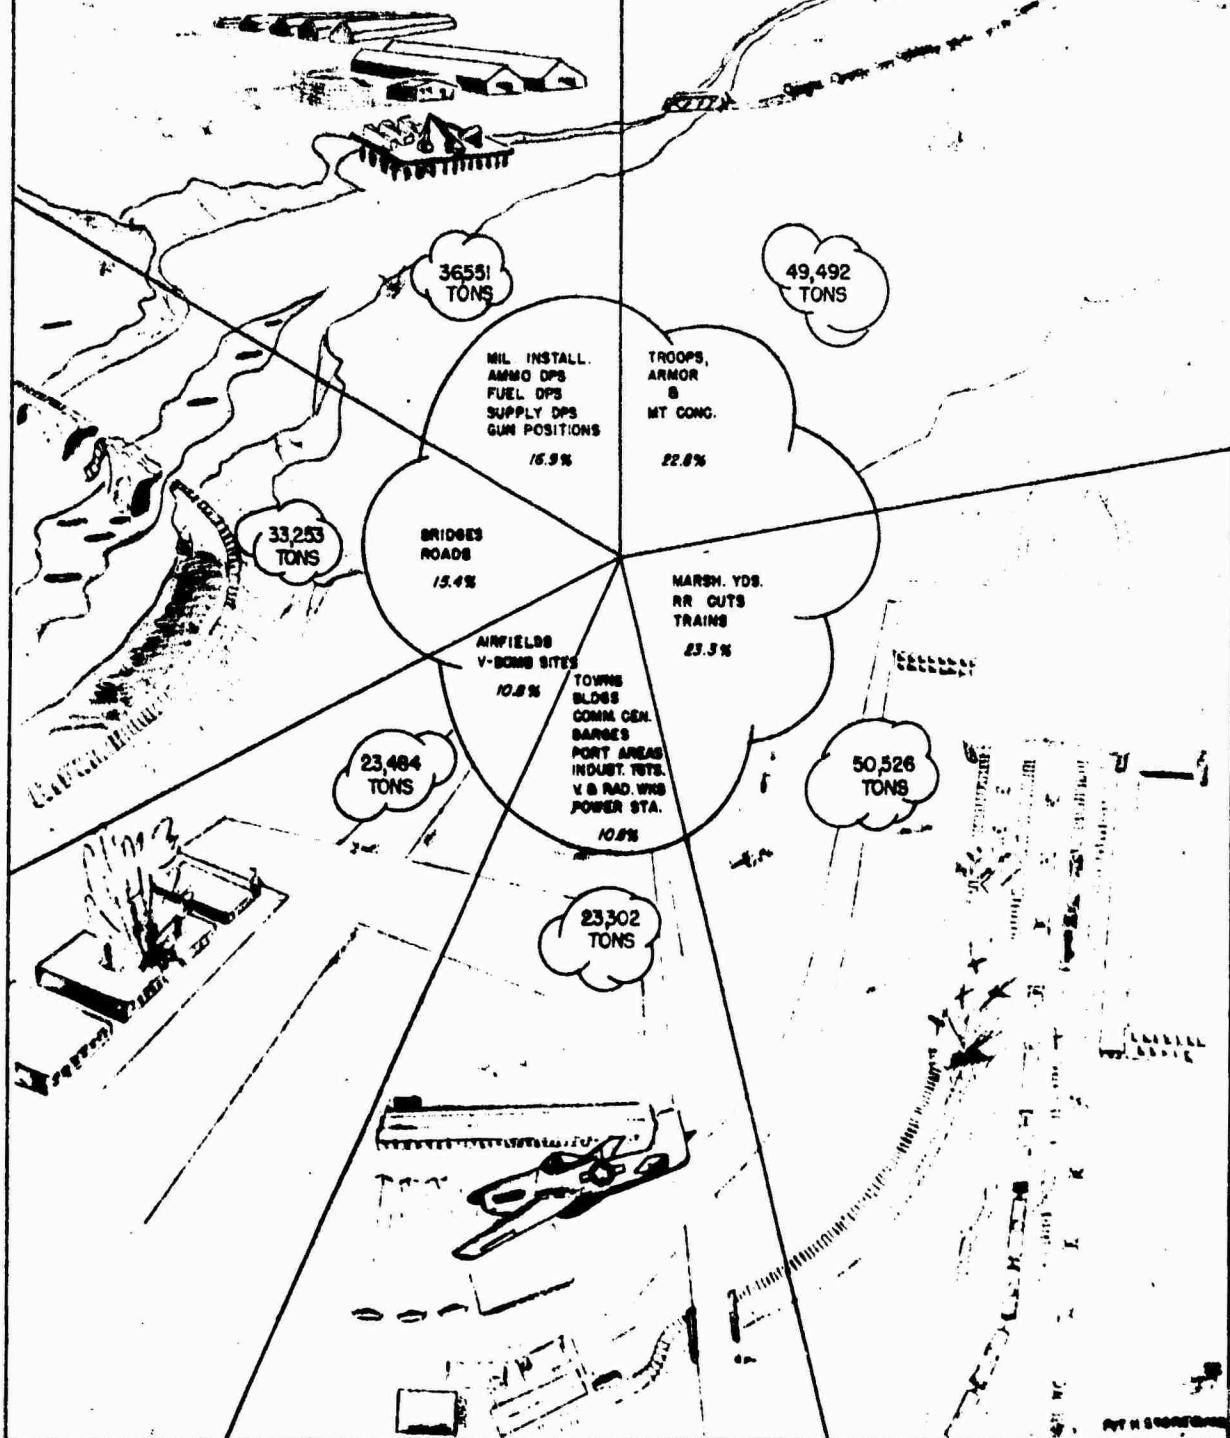 36,551
TONS
49,492
TONS
MIL. INSTALL.
AMMO DPS
FUEL DPS
SUPPLY DPS
GUN POSITIONS
16.9%
TROOPS,
ARMOR
&
MT CONC.
22.8%
33,253
TONS
BRIDGES
ROADS
15.4%
MARSH. YDS.
RR CUTS
TRAINS
23.3%
AIRFIELDS
V-BOMB SITES
10.8%
TOWNS
BLDGS
COMM. CEN.
BARGES
PORT AREAS
INDUST. TGTS.
V. & RAD. WKS
POWER STA.
10.8%
23,484
TONS
50,526
TONS
23,302
TONS